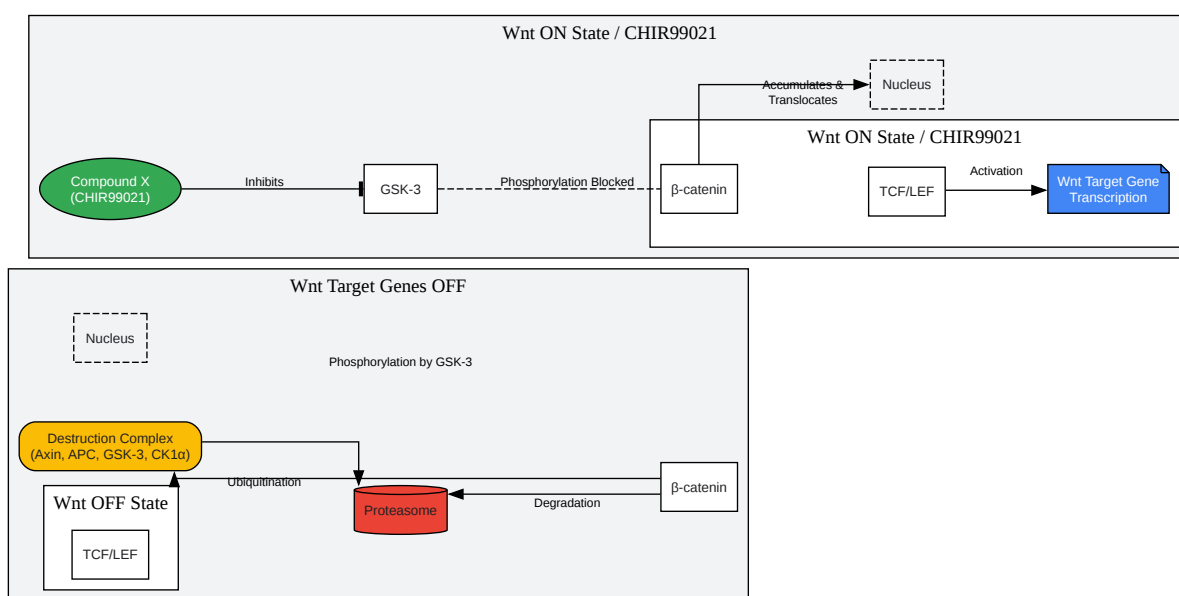 Wnt ON State / CHIR99021
Accumulates &
Translocates
Nucleus
Wnt ON State / CHIR99021
Compound X
(CHIR99021)
Inhibits
GSK-3
Phosphorylation Blocked
β-catenin
TCF/LEF
Activation
Wnt Target Gene
Transcription
Wnt Target Genes OFF
Nucleus
Phosphorylation by GSK-3
Destruction Complex
(Axin, APC, GSK-3, CK1α)
Ubiquitination
Wnt OFF State
TCF/LEF
Proteasome
Degradation
β-catenin